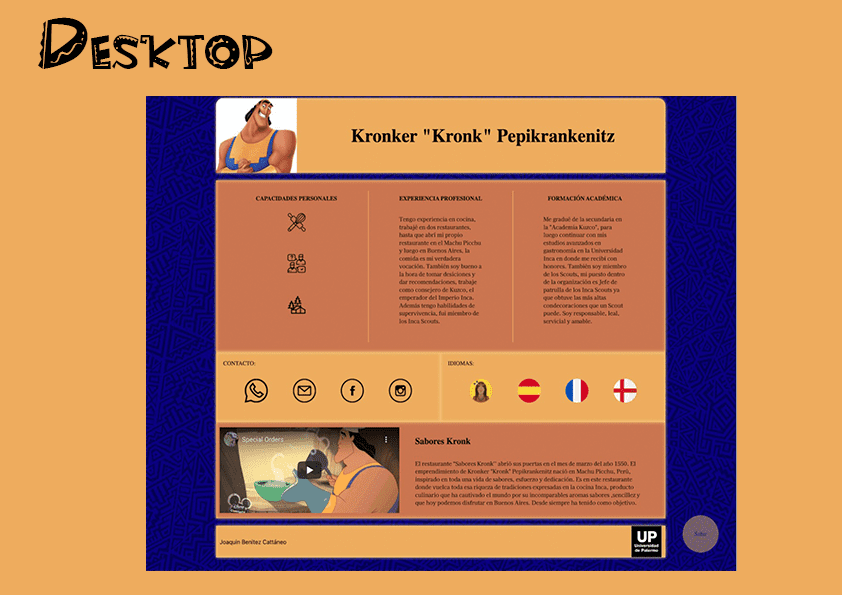 DESKTOP
Kronker "Kronk" Pepikrankenitz
CAPACIDADES PERSONALES
EXPERIENCIA PROFESIONAL
Tengo experiencia en cocina,
trabajé en dos restaurantes,
hasta que abrí mi propio
restaurante en el Machu Picchu
y luego en Buenos Aires, la
comida es mi verdadera
vocación. También soy bueno a
la hora de tomar desiciones y
dar recomendaciones, trabaje
como consejero de Kuzco, el
emperador del Imperio Inca.
Además tengo habilidades de
supervivencia, fui miembro de
los Inca Scouts.
FORMACIÓN ACADÉMICA
Me gradué de la secundaria en
la "Academia Kuzco", para
luego continuar con mis
estudios avanzados en
gastronomía en la Universidad
Inca en donde me recibí con
honores. También soy miembro
de los Scouts, mi puesto dentro
de la organización es Jefe de
patrulla de los Inca Scouts ya
que obtuve las más altas
condecoraciones que un Scout
puede. Soy responsable, leal,
servicial y amable.
CONTACTO:
IDIOMAS:
Special Orders
Sabores Kronk
El restaurante "Sabores Kronk" abrió sus puertas en el mes de marzo del año 1550. El
emprendimiento de Kronker "Kronk" Pepikrankenitz nació en Machu Picchu, Perú,
inspirado en toda una vida de sabores, esfuerzo y dedicación. Es en este restaurante
donde vuelca toda esa riqueza de tradiciones expresadas en la cocina Inca, producto
culinario que ha cautivado el mundo por su incomparables aromas sabores ,sencillez y
que hoy podemos disfrutar en Buenos Aires. Desde siempre ha tenido como objetivo.
Joaquin Benitez Cattáneo
UP
Universidad
de Palermo